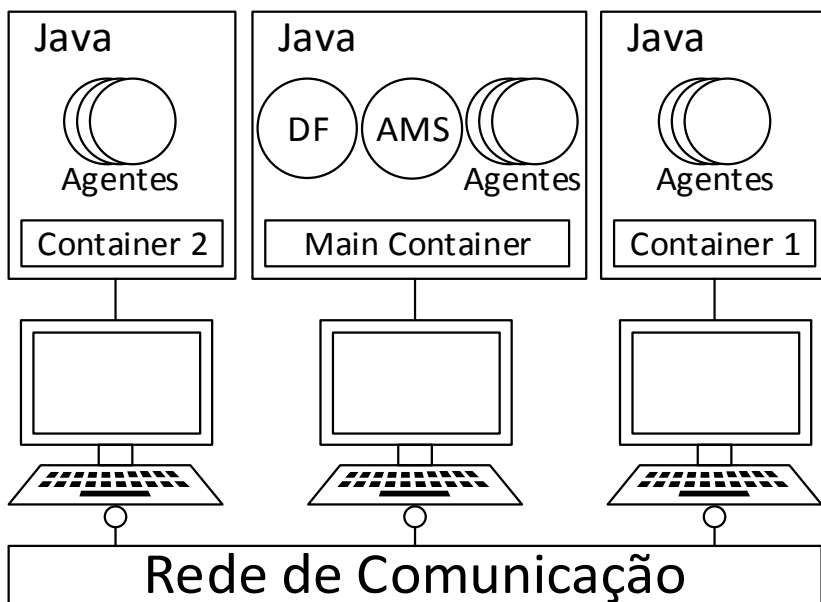 Java
Agentes
Container 2
Java
DF
AMS
Agentes
Main Container
Java
Agentes
Container 1
Rede de Comunicação